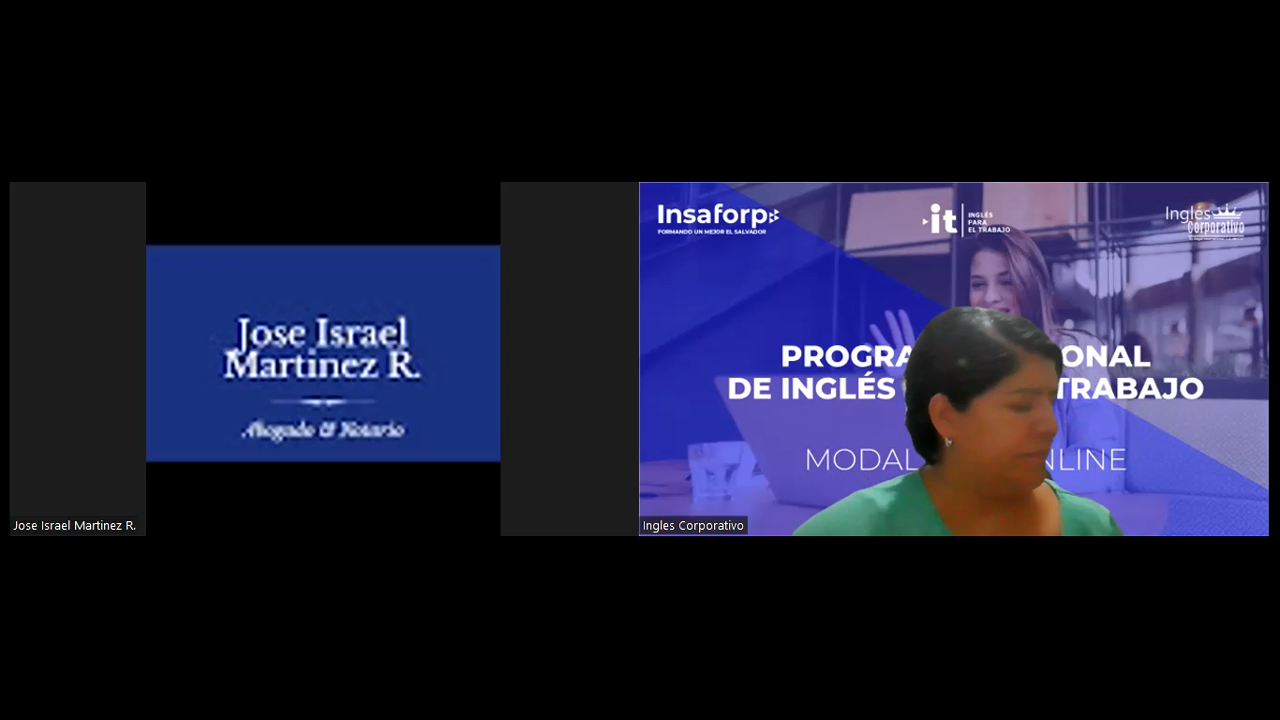 Jose Israel
Martinez R.
Abogado & Notario
Jose Israel Martinez R.
Insaforp
FORMANDO UN MEJOR EL SALVADOR
it
INGLÉS
PARA
EL TRABAJO
Inglés
Corporativo
PROGRA ONAL
DE INGLÉS TRABAJO
MODAL NLINE
Ingles Corporativo